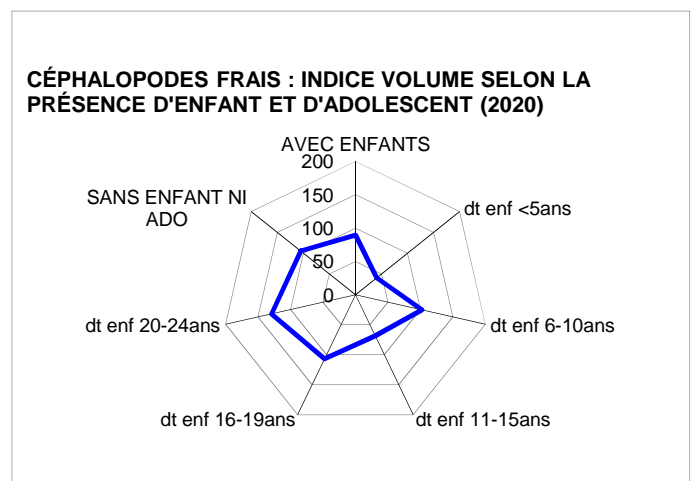 CÉPHALOPODES FRAIS : INDICE VOLUME SELON LA
PRÉSENCE D'ENFANT ET D'ADOLESCENT (2020)
AVEC ENFANTS
200
150
100
50
0
dt enf <5ans
dt enf 6-10ans
dt enf 11-15ans
dt enf 16-19ans
dt enf 20-24ans
SANS ENFANT NI
ADO